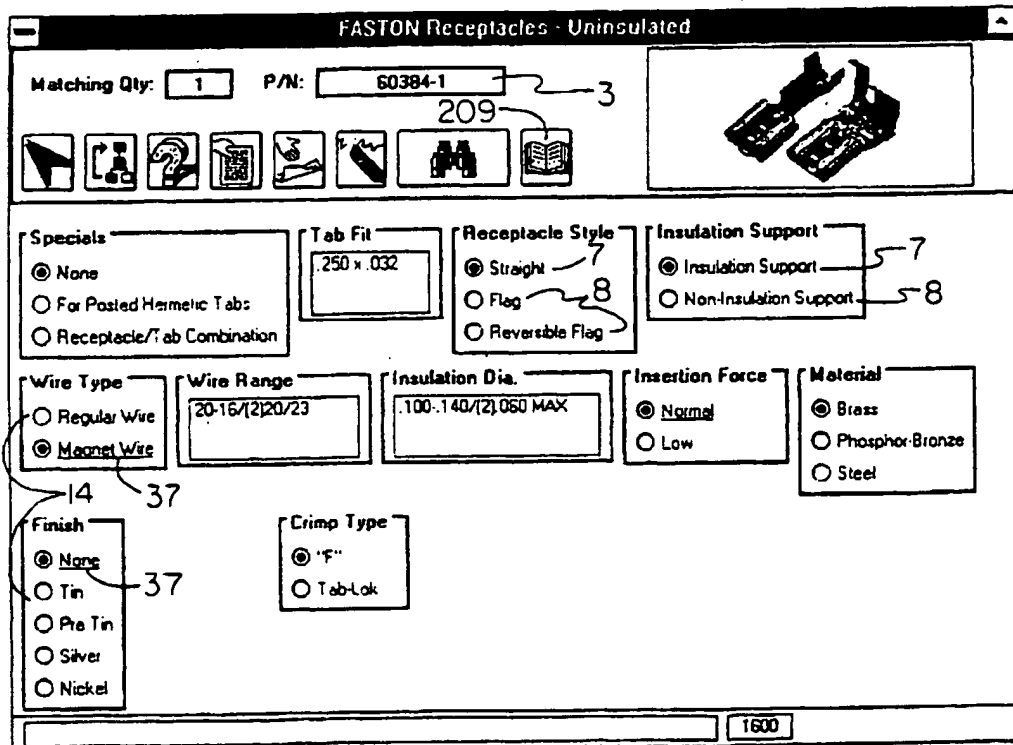 FASTON Receptacles - Uninsulated
Matching Qty: 1 P/N: 60384-1
3
209
Specials
None
For Posted Hermetic Tabs
Receptacle/Tab Combination
Tab Fit
.250 x .032
Receptacle Style
Straight
Flag
Reversible Flag
7
8
Insulation Support
Insulation Support
Non-Insulation Support
7
8
Wire Type
Regular Wire
Magnet Wire
Wire Range
20-16/(2)20/23
Insulation Dia.
.100-.140/(2).060 MAX
Insertion Force
Normal
Low
Material
Brass
Phosphor-Bronze
Steel
14
37
Finish
None
Tin
Pre Tin
Silver
Nickel
37
Crimp Type
"F"
Tab-Lok
1600